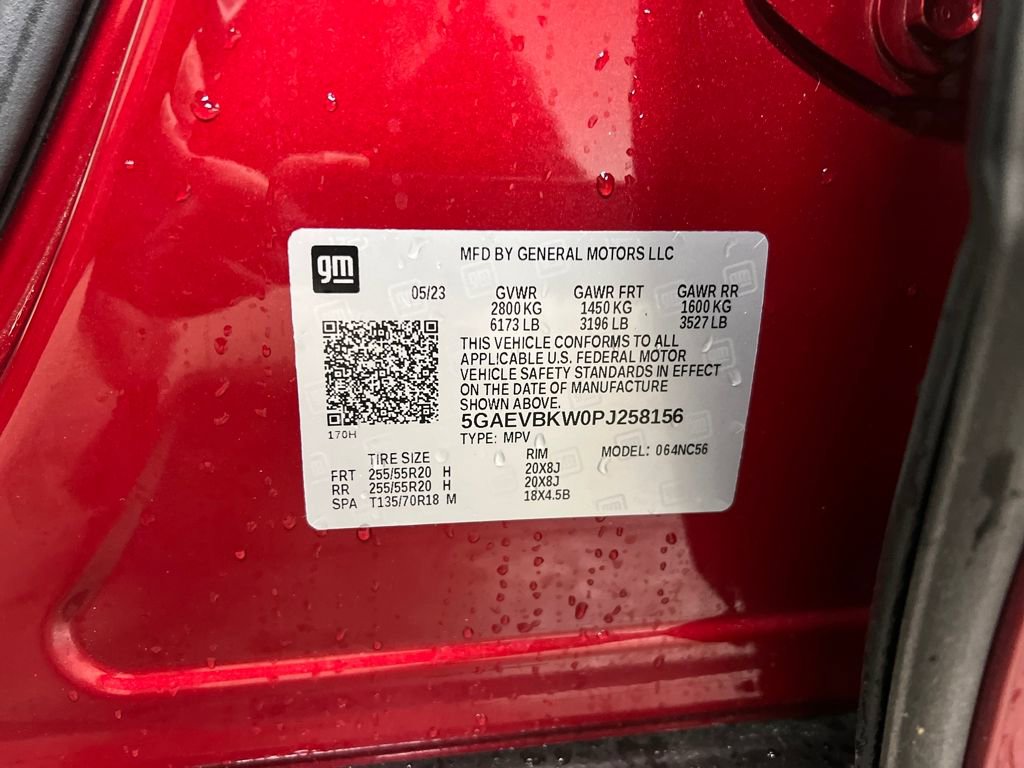 gm
MFD BY GENERAL MOTORS LLC
05/23 GVWR GAWR FRT GAWR RR
2800 KG 1450 KG 1600 KG
6173 LB 3196 LB 3527 LB
THIS VEHICLE CONFORMS TO ALL
APPLICABLE U.S. FEDERAL MOTOR
VEHICLE SAFETY STANDARDS IN EFFECT
ON THE DATE OF MANUFACTURE
SHOWN ABOVE.
5GAEVBKW0PJ258156
170H
TYPE: MPV
TIRE SIZE RIM MODEL: 064NC56
FRT 255/55R20 H 20X8J
RR 255/55R20 H 20X8J
SPA T135/70R18 M 18X4.5B